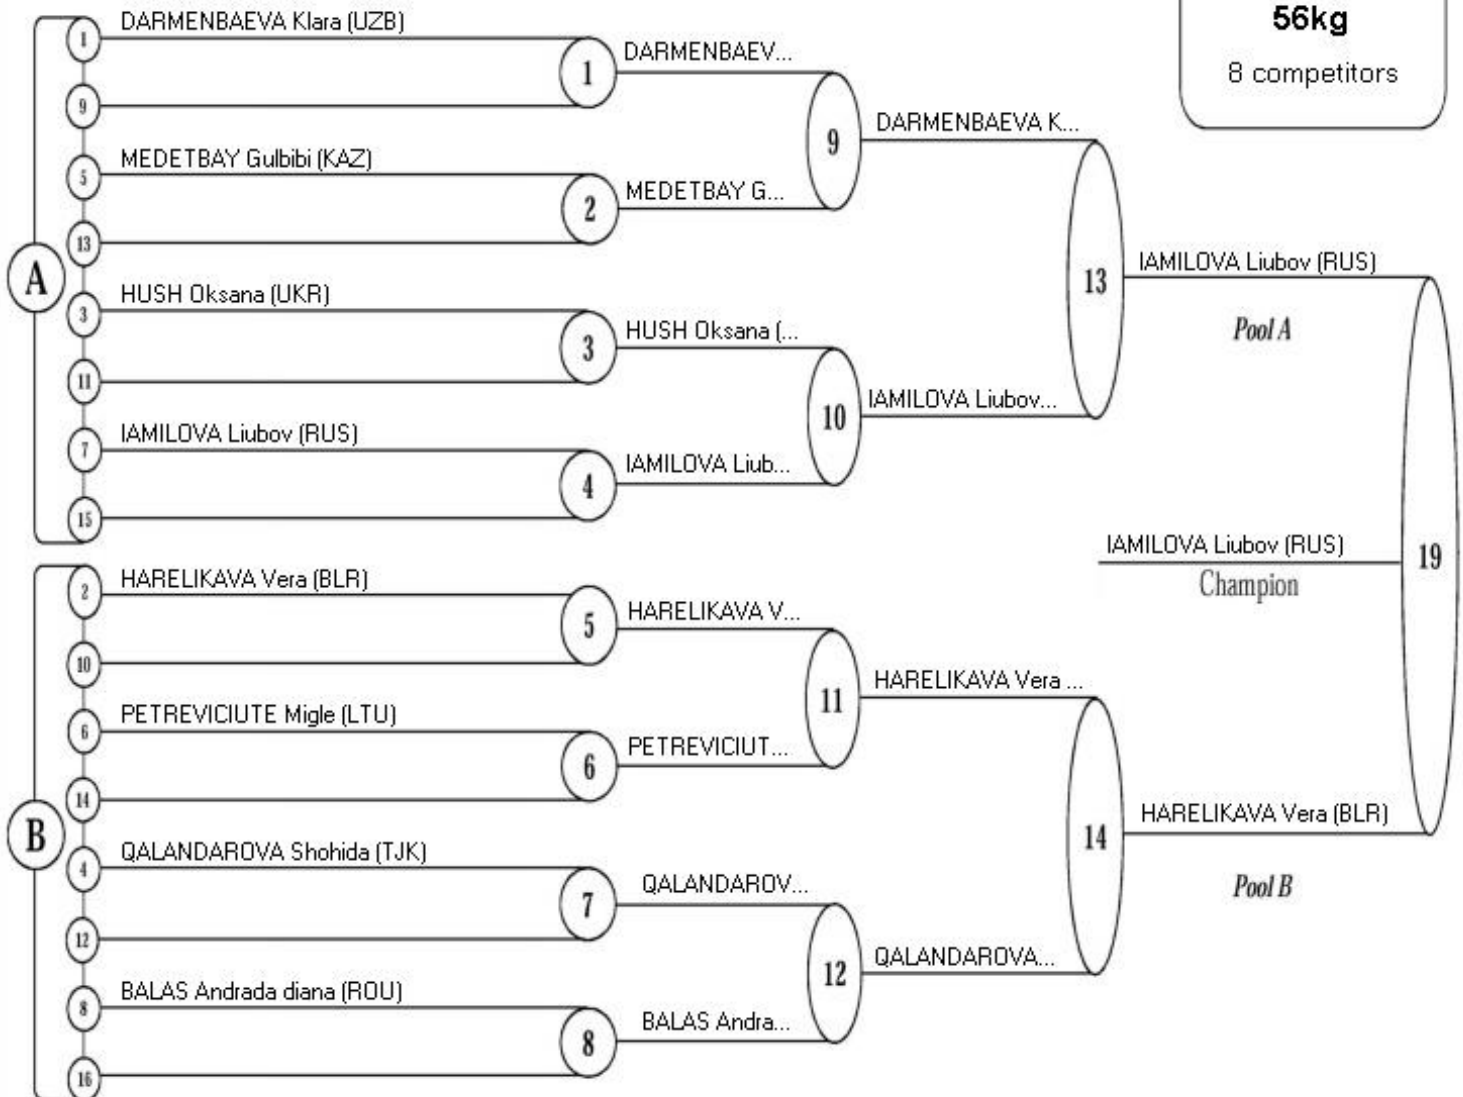 56kg
8 competitors
A
1
DARMENBAEVA Klara (UZB)
9
1
DARMENBAEV...
5
MEDETBAY Gulbibi (KAZ)
13
2
MEDETBAY G...
9
DARMENBAEVA K...
3
HUSH Oksana (UKR)
11
3
HUSH Oksana (...
7
IAMILOVA Liubov (RUS)
15
4
IAMILOVA Liub...
10
IAMILOVA Liubov...
13
IAMILOVA Liubov (RUS)
Pool A
IAMILOVA Liubov (RUS)
Champion
19
B
2
HARELIKAVA Vera (BLR)
10
5
HARELIKAVA V...
6
PETREVICIUTE Migle (LTU)
14
6
PETREVICIUT...
11
HARELIKAVA Vera ...
4
QALANDAROVA Shohida (TJK)
12
7
QALANDAROV...
8
BALAS Andrada diana (ROU)
16
8
BALAS Andra...
12
QALANDAROVA...
14
HARELIKAVA Vera (BLR)
Pool B